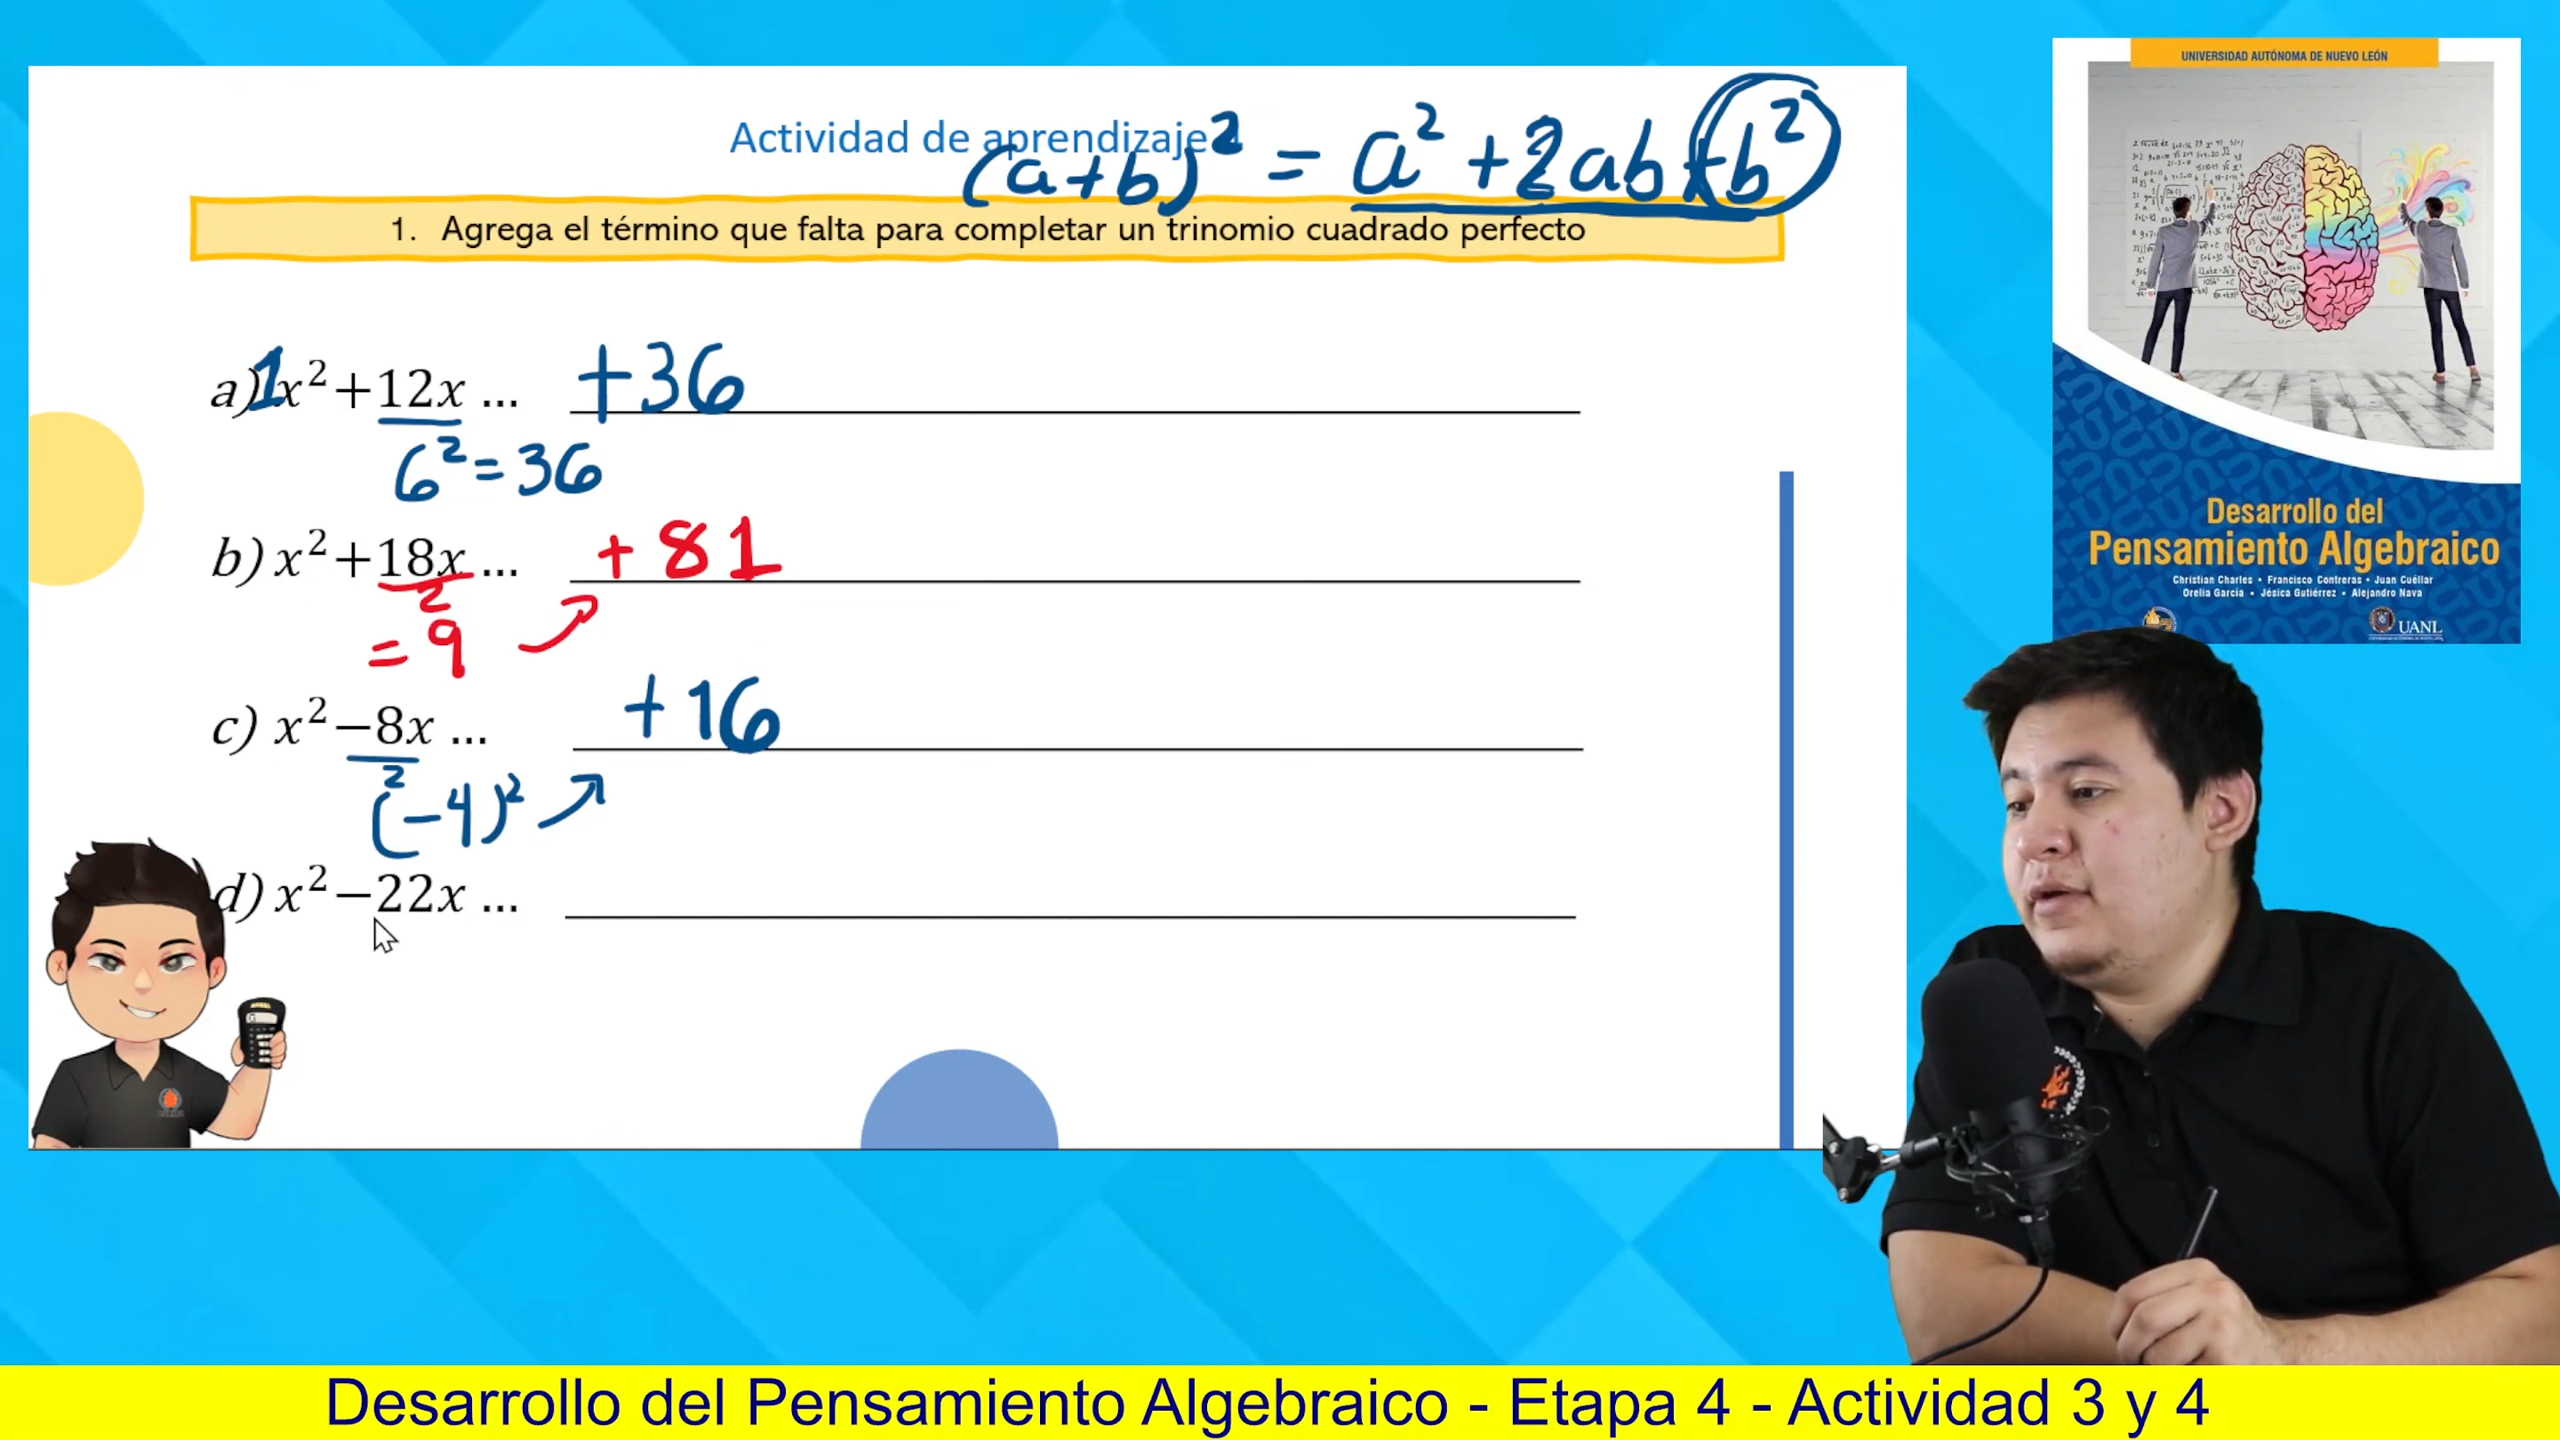 Actividad de aprendizaje
(a+b)² = a² +2ab +b²
1. Agrega el término que falta para completar un trinomio cuadrado perfecto
a) 1x²+12x ... +36
6² = 36
b) x²+18x ... +81
2
= 9
c) x²−8x ... +16
2
(−4)²
d) x²−22x ...
UNIVERSIDAD AUTÓNOMA DE NUEVO LEÓN
Desarrollo del
Pensamiento Algebraico
Christian Charles • Francisco Contreras • Juan Cuéllar
Orelia García • Jésica Gutiérrez • Alejandro Nava
UANL
Desarrollo del Pensamiento Algebraico - Etapa 4 - Actividad 3 y 4